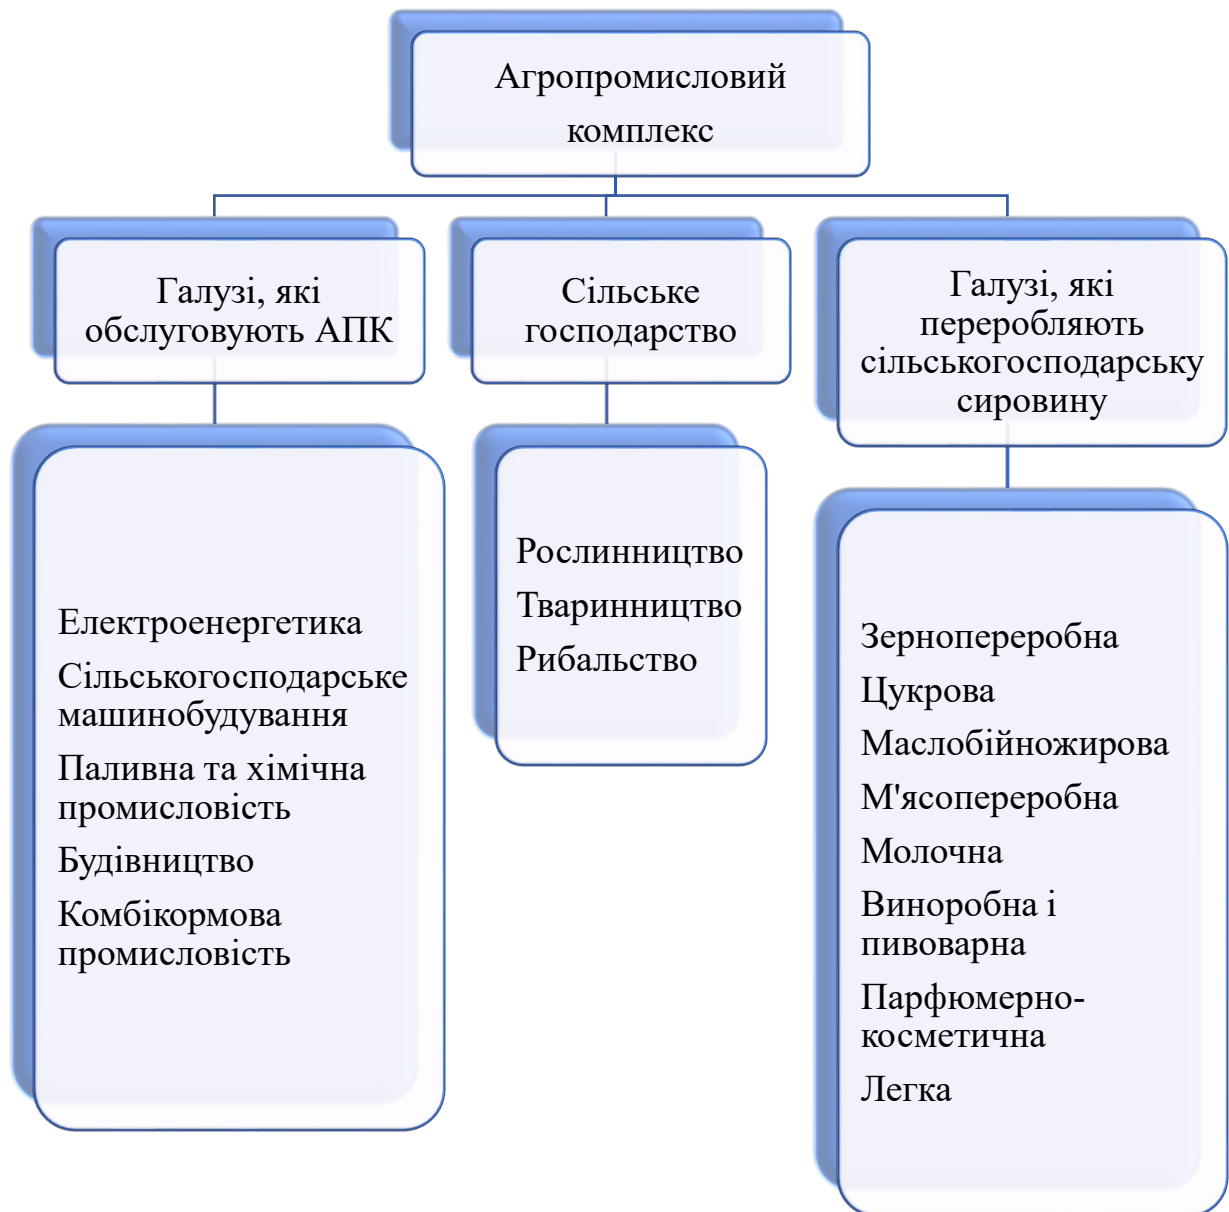 Агропромисловий
комплекс
Галузі, які
обслуговують АПК
Сільське
господарство
Галузі, які
переробляють
сільськогосподарську
сировину
Електроенергетика
Сільськогосподарське
машинобудування
Паливна та хімічна
промисловість
Будівництво
Комбікормова
промисловість
Рослинництво
Тваринництво
Рибальство
Зернопереробна
Цукрова
Маслобійножирова
М'ясопереробна
Молочна
Виноробна і
пивоварна
Парфюмерно-
косметична
Легка